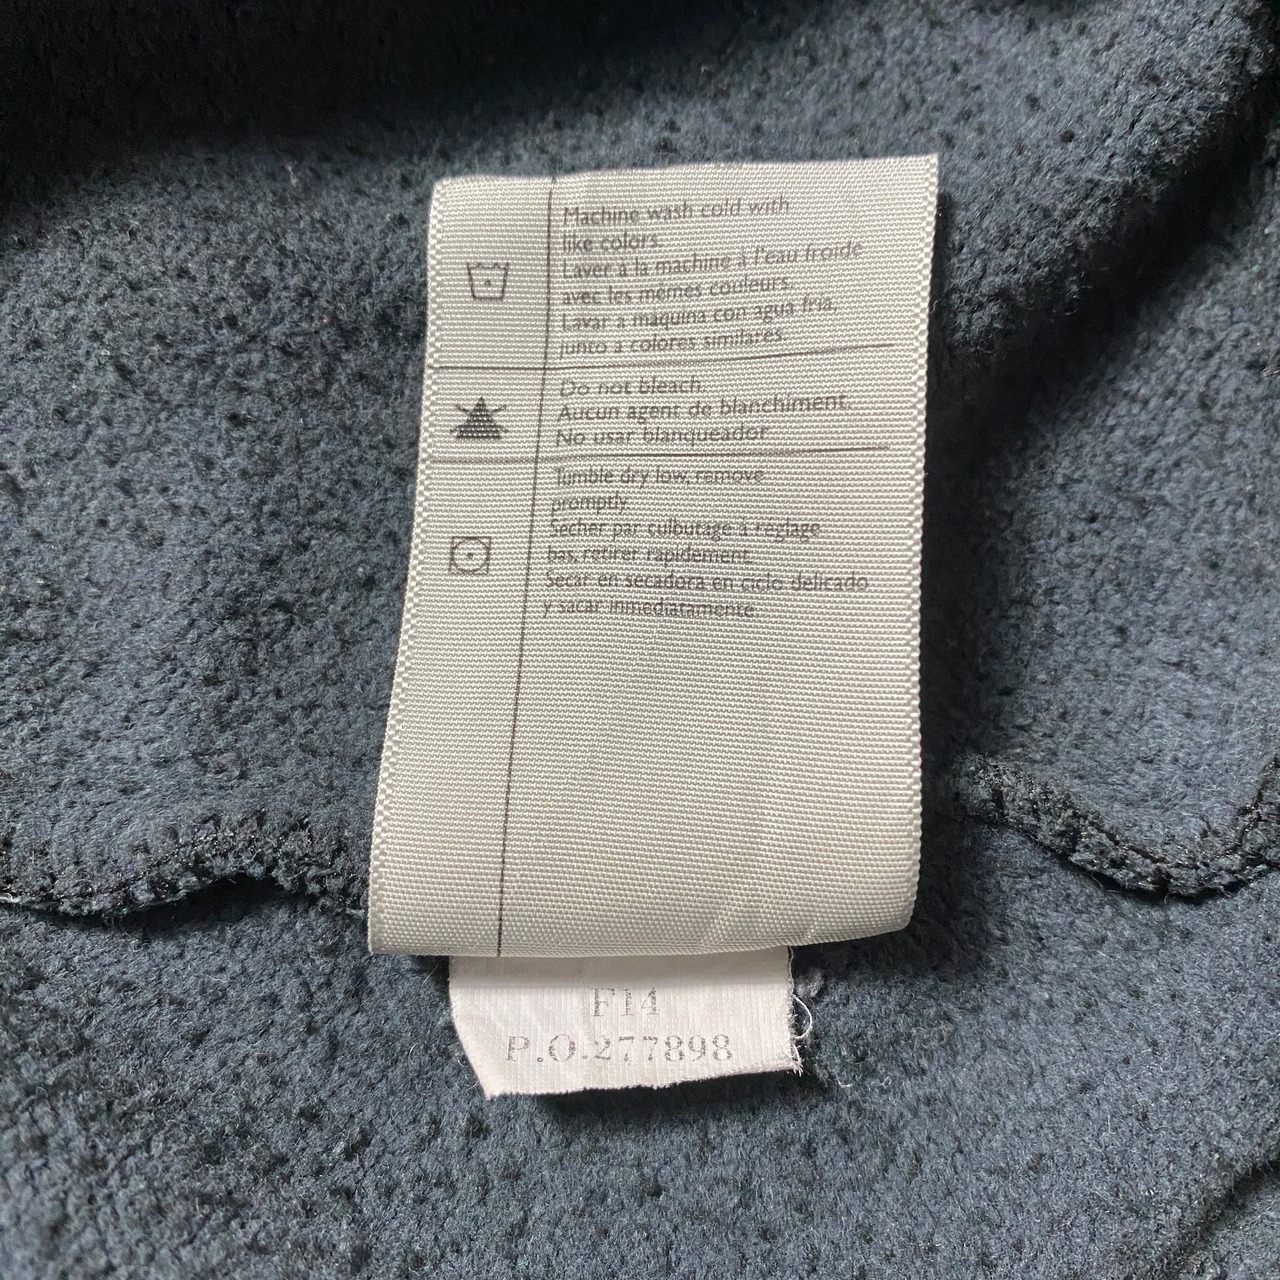 Machine wash cold with
like colors.
Laver à la machine à l'eau froide
avec les mêmes couleurs.
Lavar a maquina con agua fria,
junto a colores similares.
Do not bleach.
Aucun agent de blanchiment.
No usar blanqueador
Tumble dry low, remove
promptly.
Sécher par culbutage à réglage
bas, retirer rapidement.
Secar en secadora en ciclo delicado
y sacar inmediatamente.
F14
P.O.277898